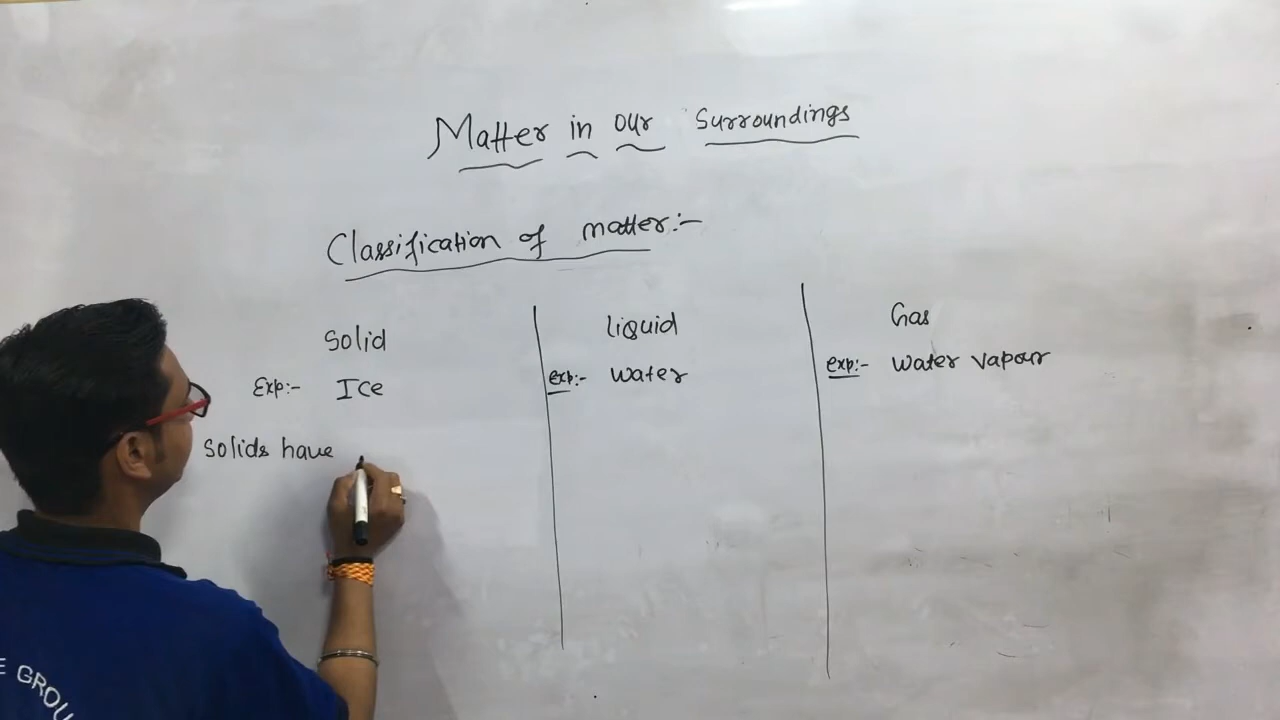 Matter in our Surroundings
Classification of matter:-
Solid
Exp:- Ice
Solids have
liquid
exp:- water
Gas
exp:- water vapour
E GROU